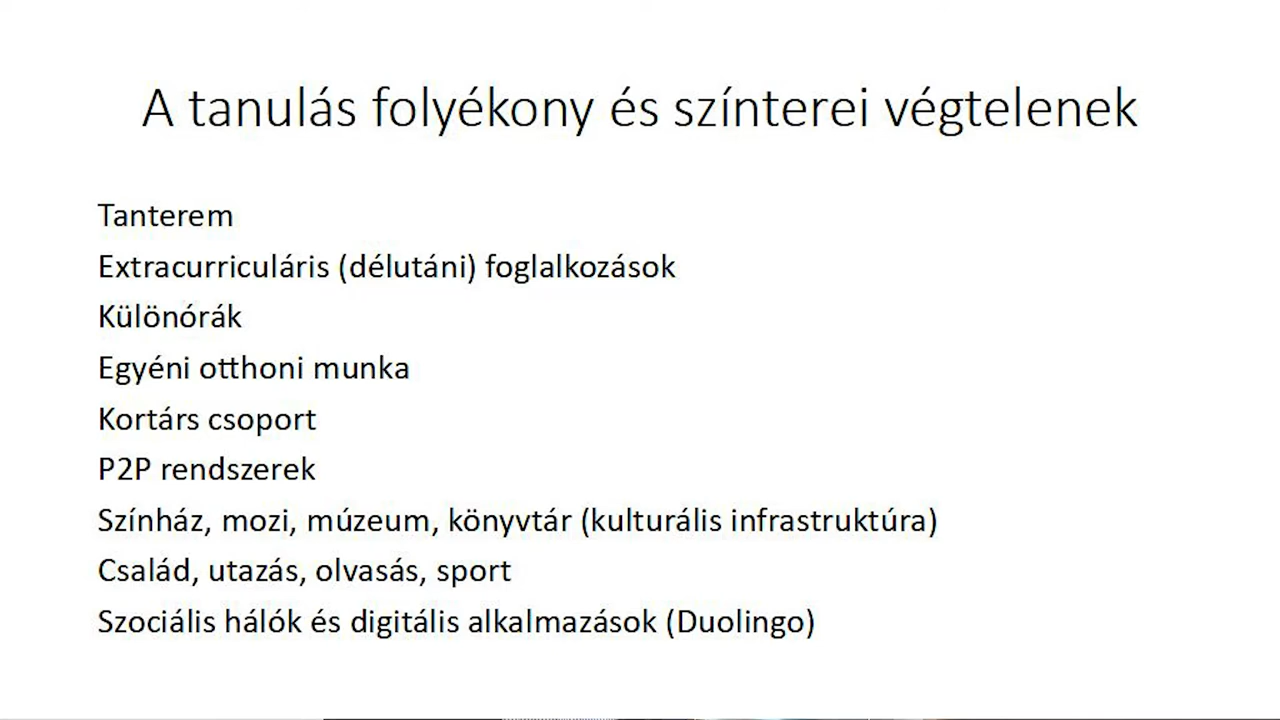 A tanulás folyékony és színterei végtelenek
Tanterem
Extracurriculáris (délutáni) foglalkozások
Különórák
Egyéni otthoni munka
Kortárs csoport
P2P rendszerek
Színház, mozi, múzeum, könyvtár (kulturális infrastruktúra)
Család, utazás, olvasás, sport
Szociális hálók és digitális alkalmazások (Duolingo)